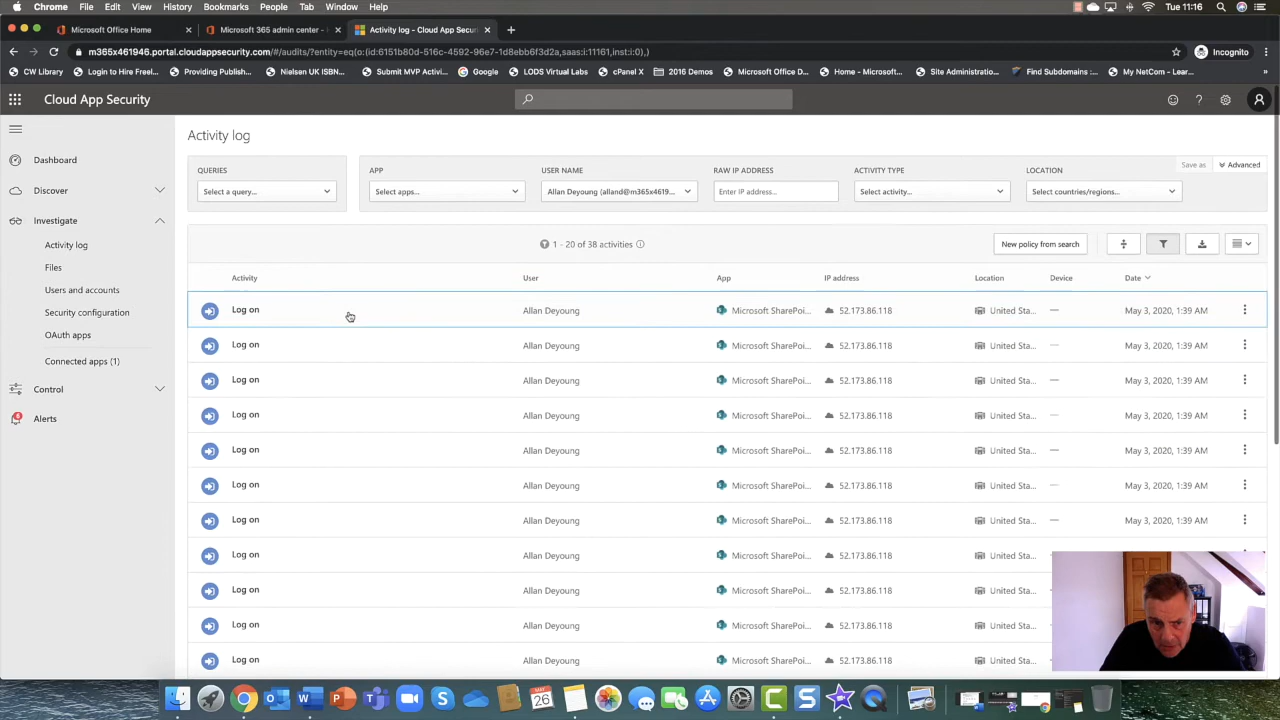 Chrome File Edit View History Bookmarks People Tab Window Help Tue 11:16
Microsoft Office Home × Microsoft 365 admin center - × Activity log - Cloud App Security × +
m365x461946.portal.cloudappsecurity.com/#/audits/?entity=eq(o:(id:6151b80d-516c-4592-96e7-1d8ebb6f3d2a,saas:i:11161,inst:i:0),) Incognito
CW Library Login to Hire Freel... Providing Publish... Nielsen UK ISBN... Submit MVP Activi... Google LODS Virtual Labs cPanel X 2016 Demos Microsoft Office D... Home - Microsoft... Site Administratio... Find Subdomains :... My NetCom - Lear... »
Cloud App Security
Activity log
Dashboard
Discover
Investigate
Activity log
Files
Users and accounts
Security configuration
OAuth apps
Connected apps (1)
Control
Alerts
4
QUERIES APP USER NAME RAW IP ADDRESS ACTIVITY TYPE LOCATION Save as Advanced
Select a query... Select apps... Allan Deyoung (alland@m365x4619... Enter IP address... Select activity... Select countries/regions...
1 - 20 of 38 activities New policy from search
Activity User App IP address Location Device Date
Log on Allan Deyoung Microsoft SharePoi... 52.173.86.118 United Sta... — May 3, 2020, 1:39 AM
Log on Allan Deyoung Microsoft SharePoi... 52.173.86.118 United Sta... — May 3, 2020, 1:39 AM
Log on Allan Deyoung Microsoft SharePoi... 52.173.86.118 United Sta... — May 3, 2020, 1:39 AM
Log on Allan Deyoung Microsoft SharePoi... 52.173.86.118 United Sta... — May 3, 2020, 1:39 AM
Log on Allan Deyoung Microsoft SharePoi... 52.173.86.118 United Sta... — May 3, 2020, 1:39 AM
Log on Allan Deyoung Microsoft SharePoi... 52.173.86.118 United Sta... — May 3, 2020, 1:39 AM
Log on Allan Deyoung Microsoft SharePoi... 52.173.86.118 United Sta... — May 3, 2020, 1:39 AM
Log on Allan Deyoung Microsoft SharePoi... 52.173.86.118 United Sta...
Log on Allan Deyoung Microsoft SharePoi... 52.173.86.118 United Sta...
Log on Allan Deyoung Microsoft SharePoi... 52.173.86.118 United Sta...
Log on Allan Deyoung Microsoft SharePoi... 52.173.86.118 United Sta...
MAY
26